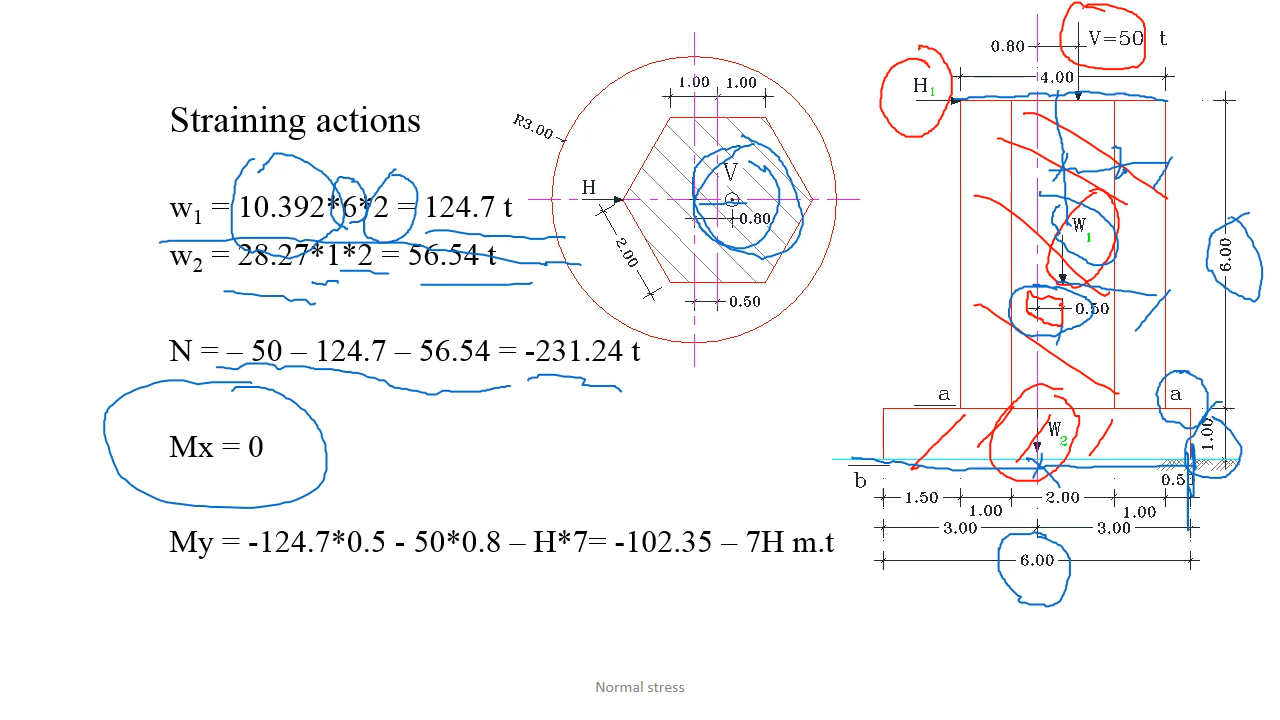 Straining actions
w1 = 10.392*6*2 = 124.7 t
w2 = 28.27*1*2 = 56.54 t
N = – 50 – 124.7 – 56.54 = -231.24 t
Mx = 0
My = -124.7*0.5 - 50*0.8 – H*7= -102.35 – 7H m.t
R3.00
1.00 1.00
H
V
0.80
2.00
0.50
0.80
V=50 t
4.00
H1
W1
0.50
6.00
a a
W2
1.00
b
0.5
1.50 2.00
1.00 1.00
3.00 3.00
6.00
Normal stress